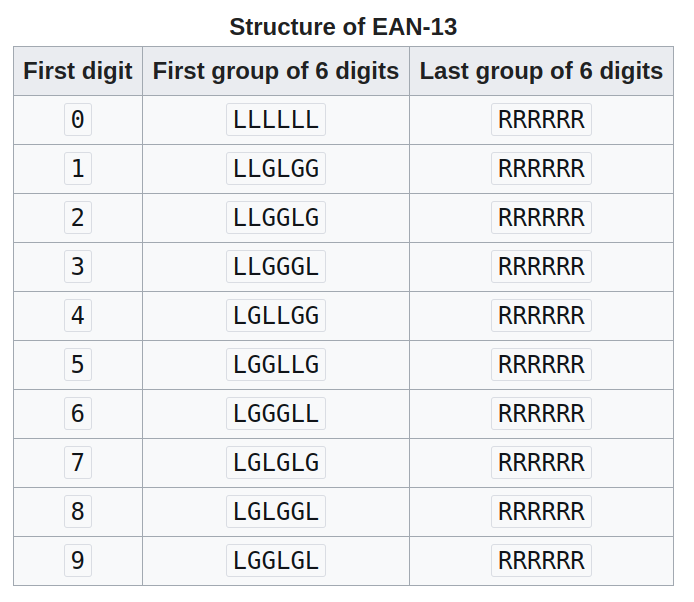 Structure of EAN-13
First digit First group of 6 digits Last group of 6 digits
0 LLLLLL RRRRRR
1 LLGLGG RRRRRR
2 LLGGLG RRRRRR
3 LLGGGL RRRRRR
4 LGLLGG RRRRRR
5 LGGLLG RRRRRR
6 LGGGLL RRRRRR
7 LGLGLG RRRRRR
8 LGLGGL RRRRRR
9 LGGLGL RRRRRR